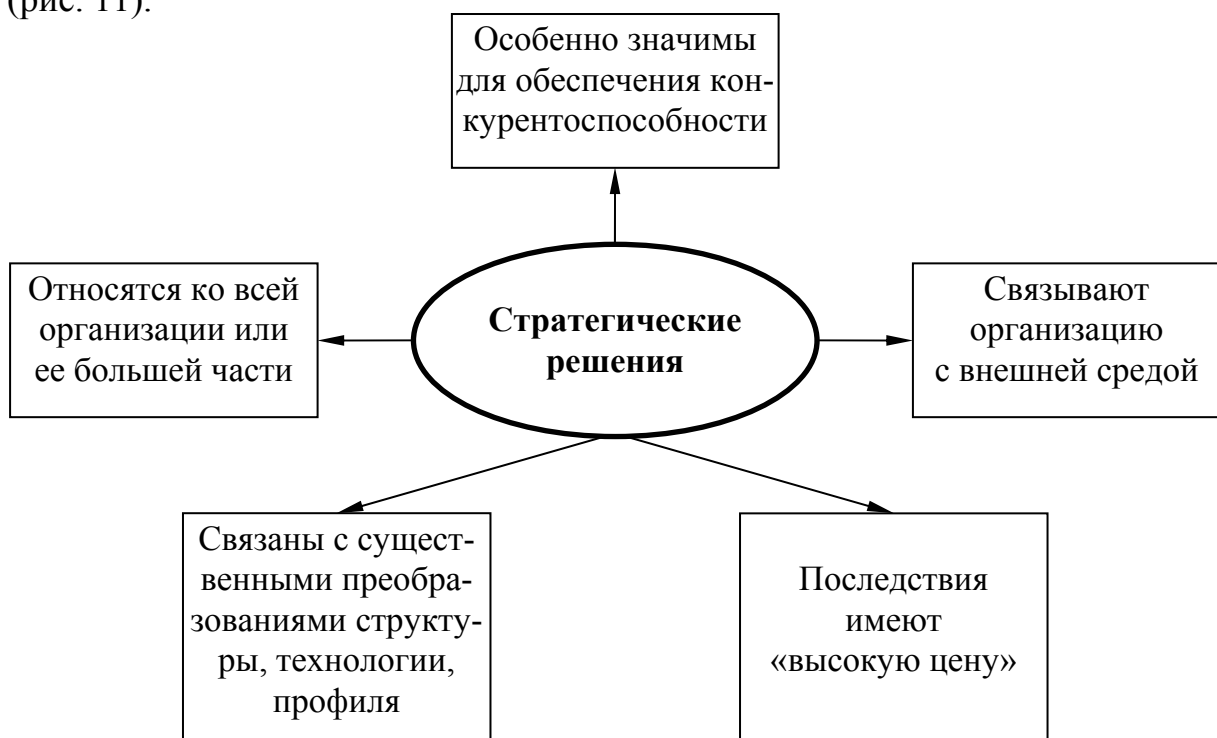 (рис. 11).
Особенно значимы
для обеспечения кон-
курентоспособности
Относятся ко всей
организации или
ее большей части
Стратегические
решения
Связывают
организацию
с внешней средой
Связаны с сущест-
венными преобра-
зованиями структу-
ры, технологии,
профиля
Последствия
имеют
«высокую цену»